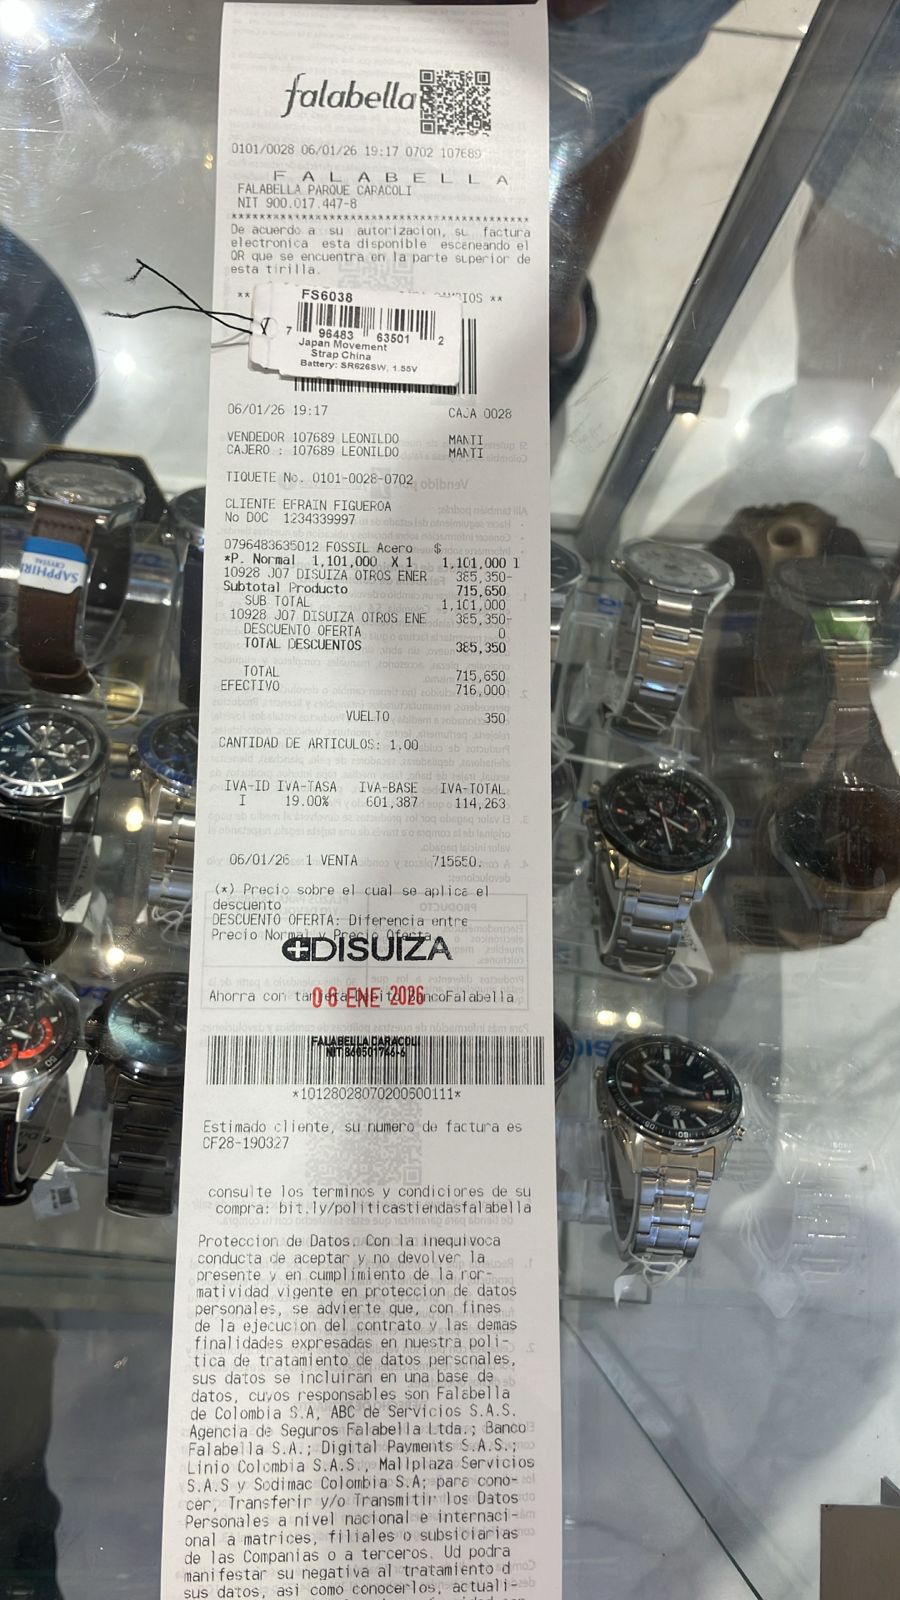 falabella
0101/0028 06/01/26 19:17 0702 107689
F A L A B E L L A
FALABELLA PARQUE CARACOLI
NIT 900.017.447-8
De acuerdo a su autorizacion, su factura
electronica esta disponible escaneando el
QR que se encuentra en la parte superior de
esta tirilla.
FS6038
7 96483 63501 2
Japan Movement
Strap China
Battery: SR626SW, 1.55V
06/01/26 19:17 CAJA 0028
VENDEDOR 107689 LEONILDO MANTI
CAJERO : 107689 LEONILDO MANTI
TIQUETE No. 0101-0028-0702
CLIENTE EFRAIN FIGUEROA
No DOC 1234339997
0796483635012 FOSSIL Acero $
*P. Normal 1,101,000 X 1 1,101,000 I
10928 J07 DISUIZA OTROS ENER 385,350-
Subtotal Producto 715,650
SUB TOTAL 1,101,000
10928 J07 DISUIZA OTROS ENE 385,350-
DESCUENTO OFERTA 0
TOTAL DESCUENTOS 385,350
TOTAL 715,650
EFECTIVO 716,000
VUELTO 350
CANTIDAD DE ARTICULOS: 1.00
IVA-ID IVA-TASA IVA-BASE IVA-TOTAL
I 19.00% 601,387 114,263
06/01/26 1 VENTA 715650.
(*) Precio sobre el cual se aplica el
descuento
DESCUENTO OFERTA: Diferencia entre
Precio Normal y Precio Oferta
DISUIZA
Ahorra con tarjeta Debito BancoFalabella
06 ENE 2026
FALABELLA CARACOLI
NIT 860501766-6
*10128028070200600111*
Estimado cliente, su numero de factura es
CF28-190327
consulte los terminos y condiciones de su
compra: bit.ly/politicastiendasfalabella
Proteccion de Datos. Con la inequivoca
conducta de aceptar y no devolver la
presente y en cumplimiento de la nor-
matividad vigente en proteccion de datos
personales, se advierte que, con fines
de la ejecucion del contrato y las demas
finalidades expresadas en nuestra poli-
tica de tratamiento de datos personales,
sus datos se incluiran en una base de
datos, cuyos responsables son Falabella
de Colombia S.A, ABC de Servicios S.A.S.
Agencia de Seguros Falabella Ltda.; Banco
Falabella S.A.; Digital Payments S.A.S.;
Linio Colombia S.A.S., Mallplaza Servicios
S.A.S y Sodimac Colombia S.A; para cono-
cer, Transferir y/o Transmitir los Datos
Personales a nivel nacional e internaci-
onal a matrices, filiales o subsidiarias
de las Companias o a terceros. Ud podra
manifestar su negativa al tratamiento d
sus datos, asi como conocerlos, actuali-
SAPPHIRE
CRYSTAL